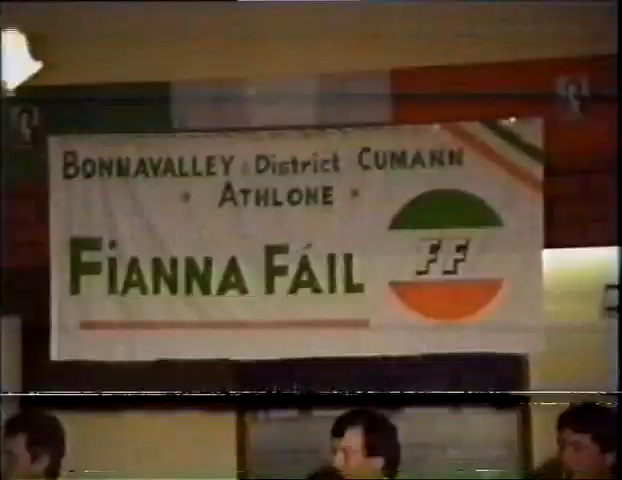 BONNAVALLEY & District CUMANN
• ATHLONE •
FIANNA FÁIL
FF